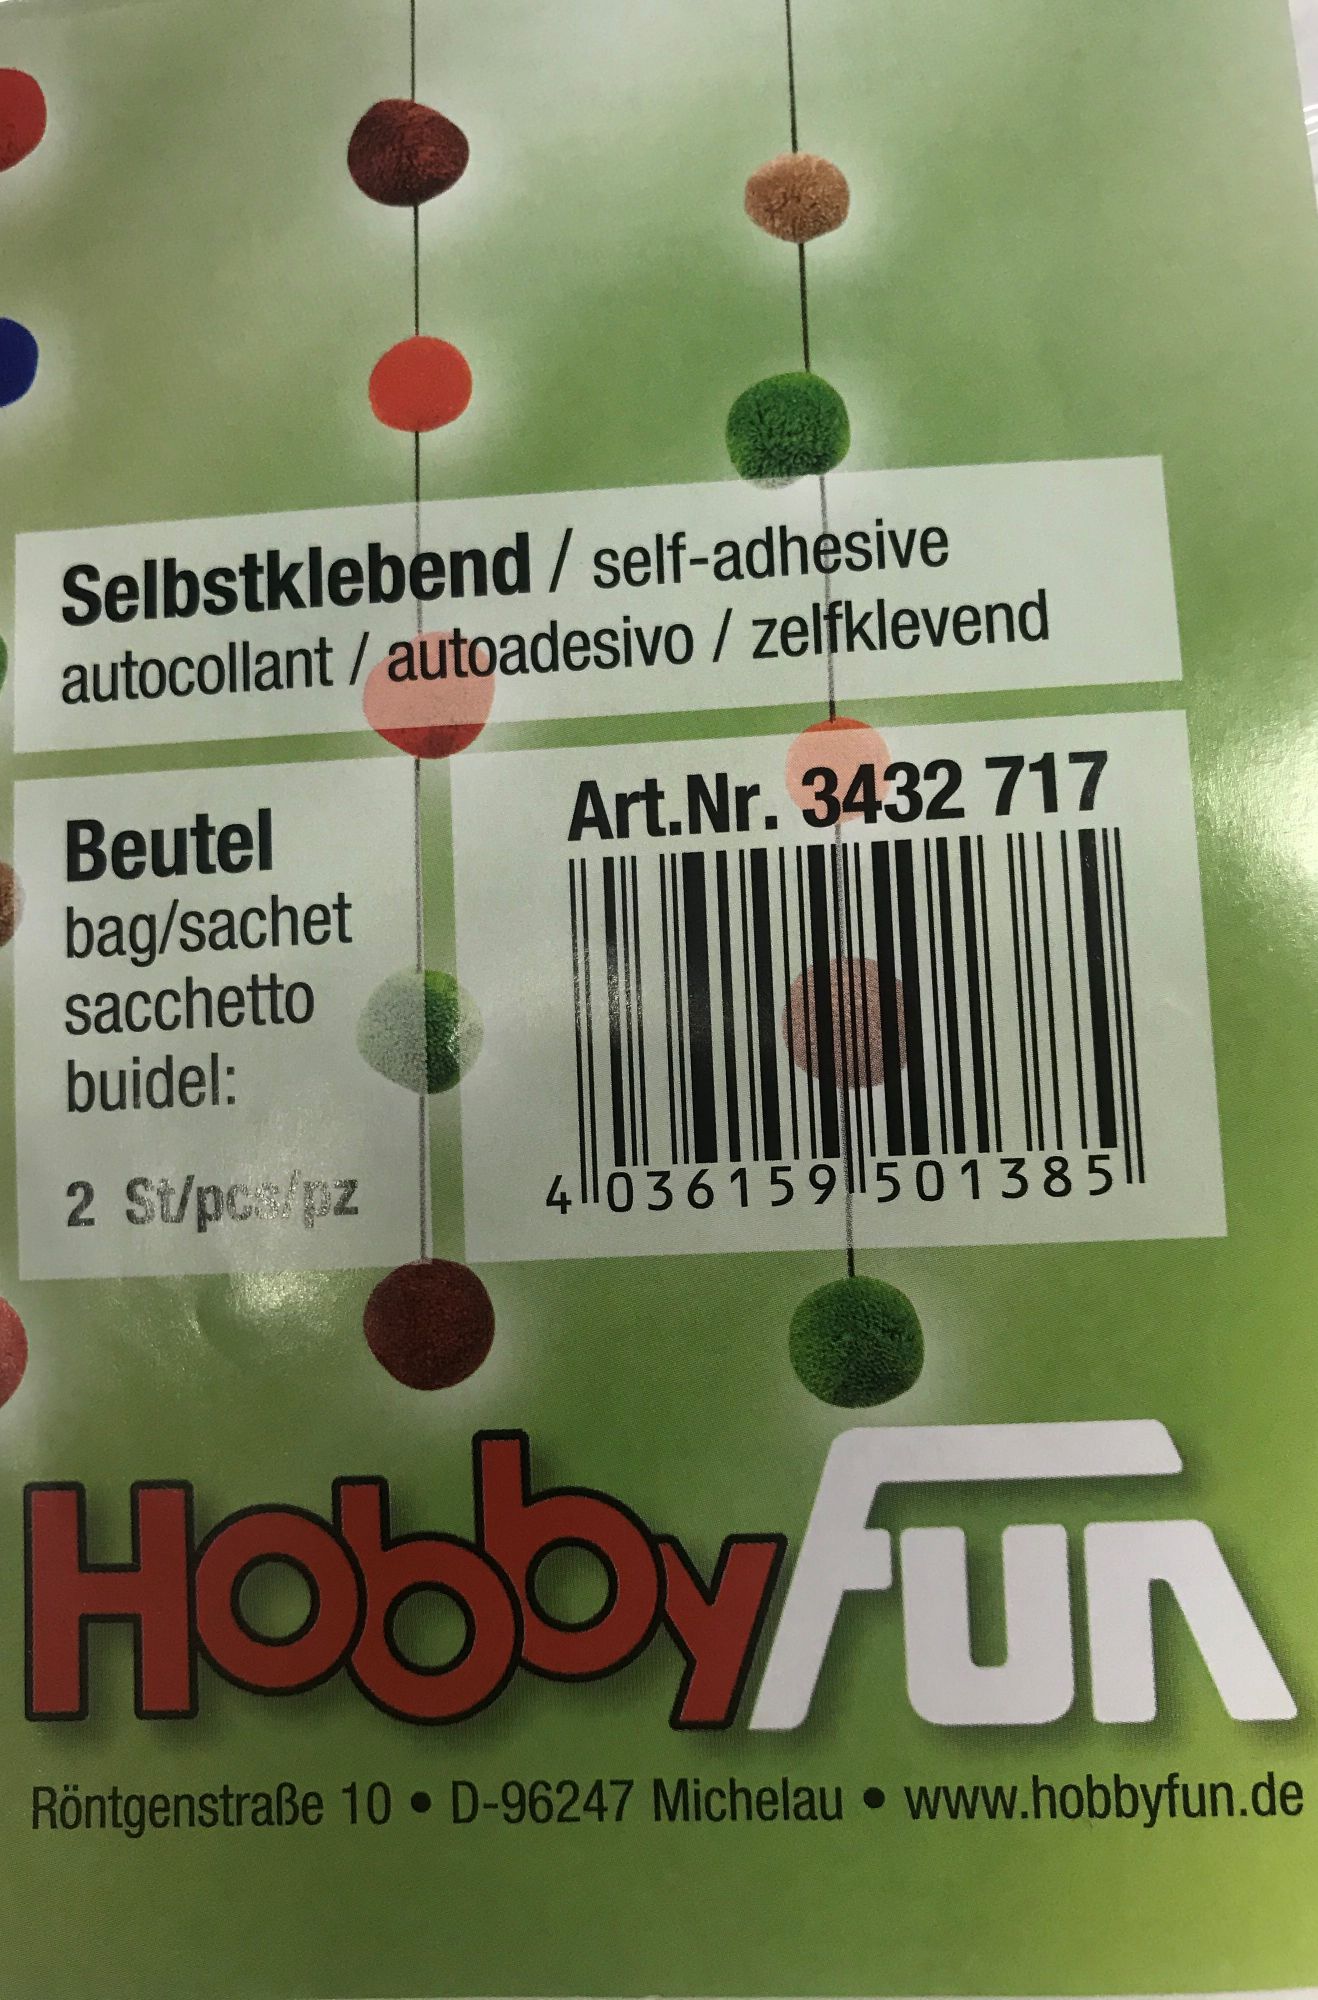 Selbstklebend / self-adhesive
autocollant / autoadesivo / zelfklevend
Beutel
bag/sachet
sacchetto
buidel:
2 St/pcs/pz
Art.Nr. 3432 717
4 036159 501385
Hobbyfun
Röntgenstraße 10 • D-96247 Michelau • www.hobbyfun.de